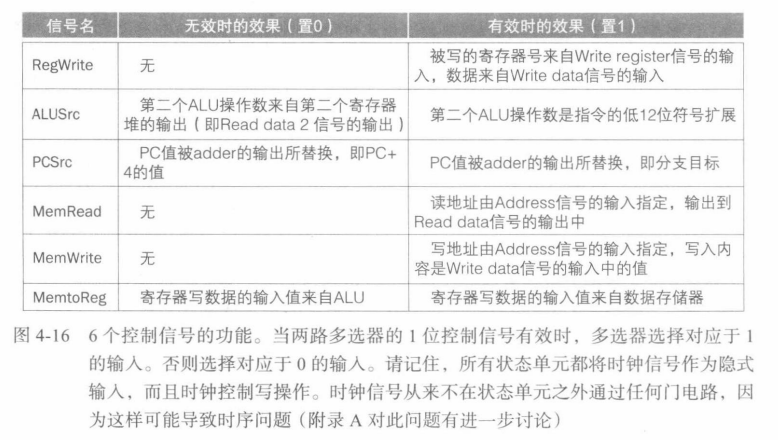 信号名 无效时的效果（置0） 有效时的效果（置1）
RegWrite 无 被写的寄存器号来自Write register信号的输
入，数据来自Write data信号的输入
ALUSrc 第二个ALU操作数来自第二个寄存器
堆的输出（即Read data 2 信号的输出） 第二个ALU操作数是指令的低12位符号扩展
PCSrc PC值被adder的输出所替换，即PC+
4的值 PC值被adder的输出所替换，即分支目标
MemRead 无 读地址由Address信号的输入指定，输出到
Read data信号的输出中
MemWrite 无 写地址由Address信号的输入指定，写入内
容是Write data信号的输入中的值
MemtoReg 寄存器写数据的输入值来自ALU 寄存器写数据的输入值来自数据存储器
图 4-16 6 个控制信号的功能。当两路多选器的 1 位控制信号有效时，多选器选择对应于 1
的输入。否则选择对应于 0 的输入。请记住，所有状态单元都将时钟信号作为隐式
输入，而且时钟控制写操作。时钟信号从来不在状态单元之外通过任何门电路，因
为这样可能导致时序问题（附录 A 对此问题有进一步讨论）